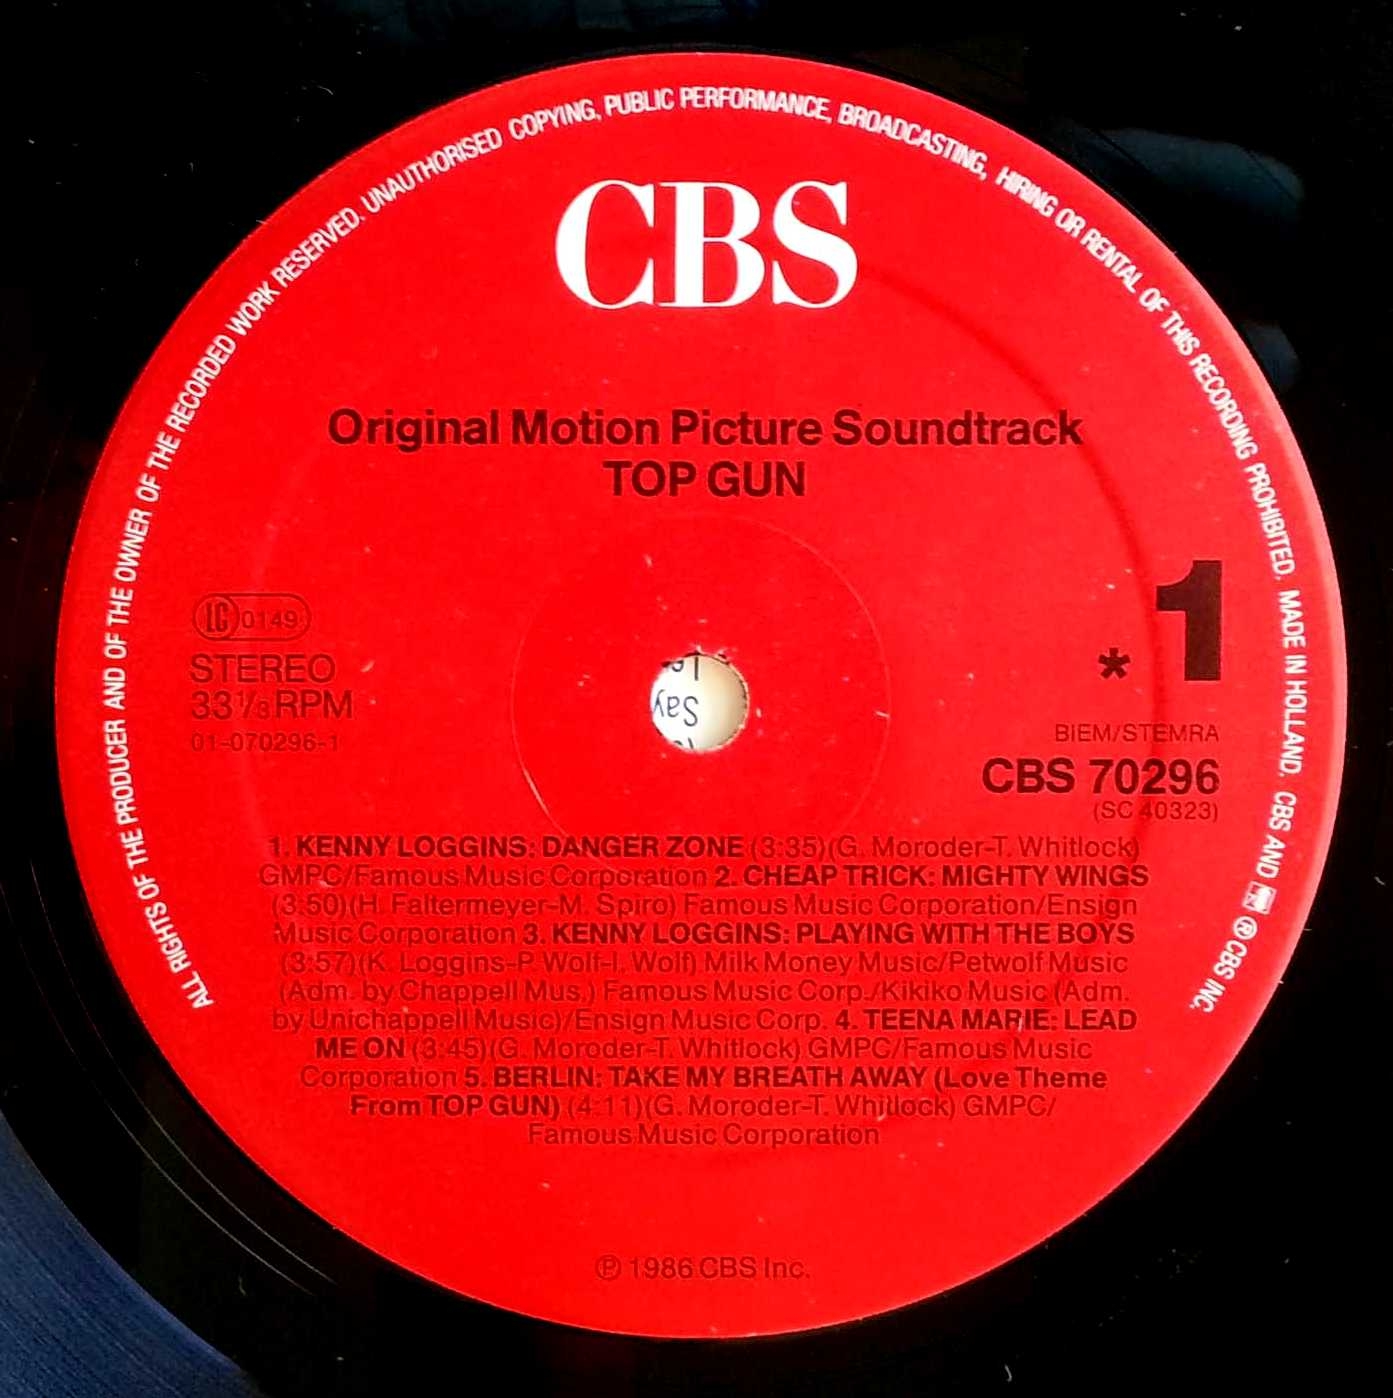 ALL RIGHTS OF THE PRODUCER AND OF THE OWNER OF THE RECORDED WORK RESERVED. UNAUTHORISED COPYING, PUBLIC PERFORMANCE, BROADCASTING, HIRING OR RENTAL OF THIS RECORDING PROHIBITED. MADE IN HOLLAND. CBS AND ® CBS INC.
CBS
Original Motion Picture Soundtrack
TOP GUN
1
*
LC 0149
STEREO
33 1/3 RPM
01-070296-1
BIEM/STEMRA
CBS 70296
(SC 40323)
Say
1. KENNY LOGGINS: DANGER ZONE (3:35)(G. Moroder-T. Whitlock)
GMPC/Famous Music Corporation 2. CHEAP TRICK: MIGHTY WINGS
(3:50)(H. Faltermeyer-M. Spiro) Famous Music Corporation/Ensign
Music Corporation 3. KENNY LOGGINS: PLAYING WITH THE BOYS
(3:57)(K. Loggins-P. Wolf-I. Wolf) Milk Money Music/Petwolf Music
(Adm. by Chappell Mus.) Famous Music Corp./Kikiko Music (Adm.
by Unichappell Music)/Ensign Music Corp. 4. TEENA MARIE: LEAD
ME ON (3:45)(G. Moroder-T. Whitlock) GMPC/Famous Music
Corporation 5. BERLIN: TAKE MY BREATH AWAY (Love Theme
From TOP GUN) (4:11)(G. Moroder-T. Whitlock) GMPC/
Famous Music Corporation
℗ 1986 CBS Inc.